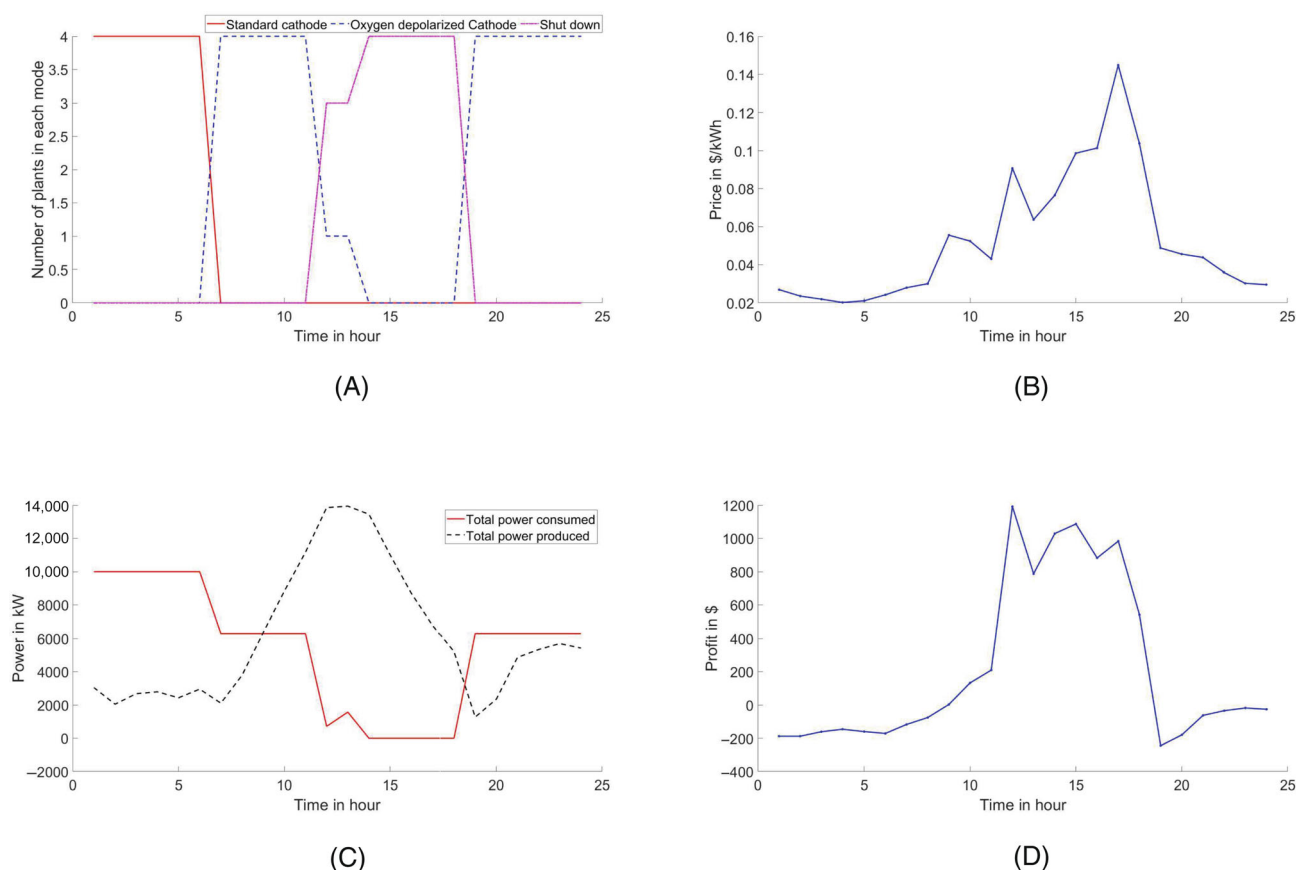 Standard cathode Oxygen depolarized Cathode Shut down
4
3.5
3
2.5
2
1.5
1
0.5
0
Number of plants in each mode
0 5 10 15 20 25
Time in hour
(A)
0.16
0.14
0.12
0.1
0.08
0.06
0.04
0.02
Price in $/kWh
0 5 10 15 20 25
Time in hour
(B)
14,000
12,000
10,000
8000
6000
4000
2000
0
–2000
Power in kW
Total power consumed
Total power produced
0 5 10 15 20 25
Time in hour
(C)
1200
1000
800
600
400
200
0
–200
–400
Profit in $
0 5 10 15 20 25
Time in hour
(D)